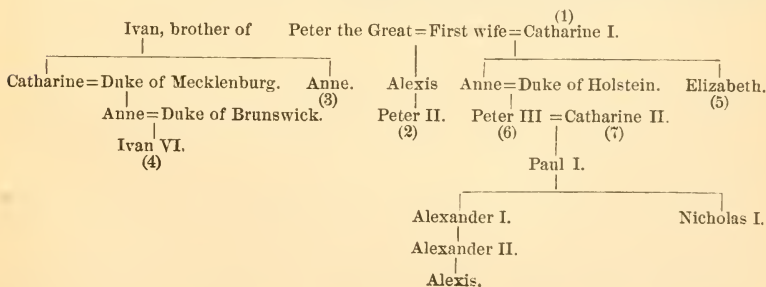 (1)
Ivan, brother of Peter the Great=First wife=Catharine I.
Catharine=Duke of Mecklenburg. Anne. Alexis Anne=Duke of Holstein. Elizabeth.
(3) (5)
Anne=Duke of Brunswick. Peter II. Peter III =Catharine II.
(2) (6) (7)
Ivan VI.
(4)
Paul I.
Alexander I. Nicholas I.
Alexander II.
Alexis.